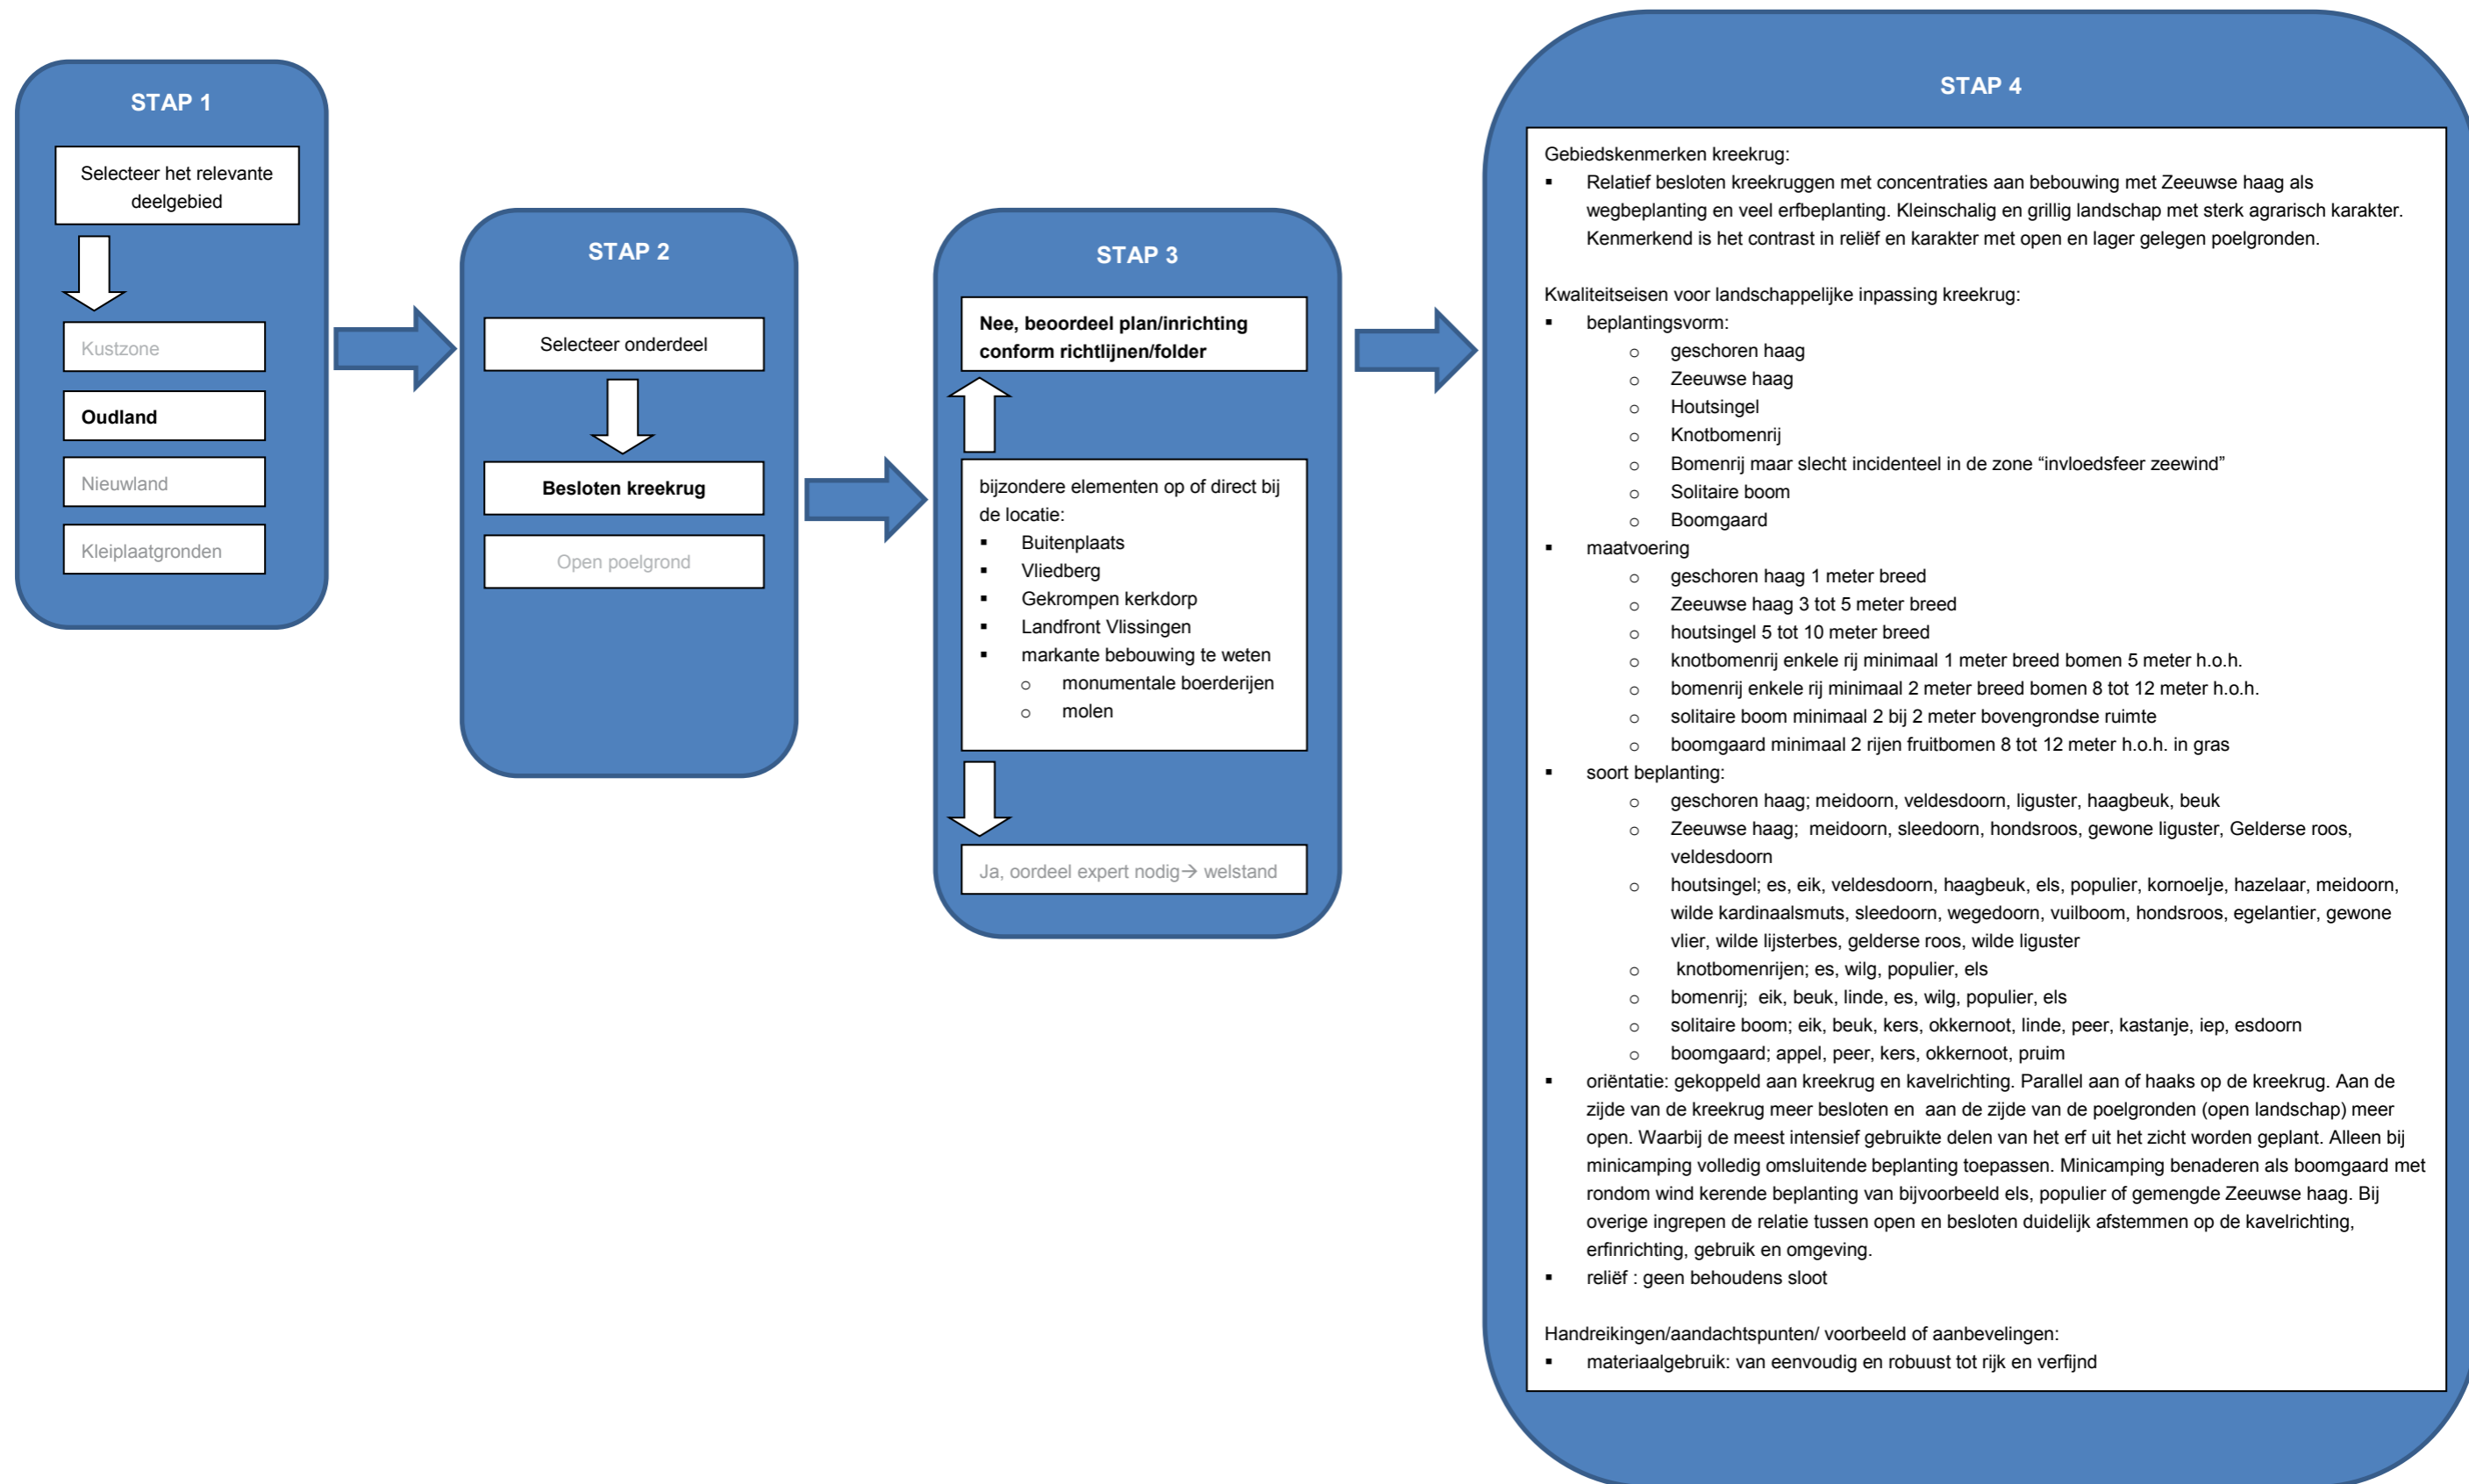 STAP 1
Selecteer het relevante
deelgebied
Kustzone
Oudland
Nieuwland
Kleiplaatgronden
STAP 2
Selecteer onderdeel
Besloten kreekrug
Open poelgrond
STAP 3
Nee, beoordeel plan/inrichting
conform richtlijnen/folder
bijzondere elementen op of direct bij
de locatie:
▪ Buitenplaats
▪ Vliedberg
▪ Gekrompen kerkdorp
▪ Landfront Vlissingen
▪ markante bebouwing te weten
o monumentale boerderijen
o molen
Ja, oordeel expert nodig→ welstand
STAP 4
Gebiedskenmerken kreekrug:
▪ Relatief besloten kreekruggen met concentraties aan bebouwing met Zeeuwse haag als
wegbeplanting en veel erfbeplanting. Kleinschalig en grillig landschap met sterk agrarisch karakter.
Kenmerkend is het contrast in reliëf en karakter met open en lager gelegen poelgronden.
Kwaliteitseisen voor landschappelijke inpassing kreekrug:
▪ beplantingsvorm:
o geschoren haag
o Zeeuwse haag
o Houtsingel
o Knotbomenrij
o Bomenrij maar slecht incidenteel in de zone “invloedsfeer zeewind”
o Solitaire boom
o Boomgaard
▪ maatvoering
o geschoren haag 1 meter breed
o Zeeuwse haag 3 tot 5 meter breed
o houtsingel 5 tot 10 meter breed
o knotbomenrij enkele rij minimaal 1 meter breed bomen 5 meter h.o.h.
o bomenrij enkele rij minimaal 2 meter breed bomen 8 tot 12 meter h.o.h.
o solitaire boom minimaal 2 bij 2 meter bovengrondse ruimte
o boomgaard minimaal 2 rijen fruitbomen 8 tot 12 meter h.o.h. in gras
▪ soort beplanting:
o geschoren haag; meidoorn, veldesdoorn, liguster, haagbeuk, beuk
o Zeeuwse haag; meidoorn, sleedoorn, hondsroos, gewone liguster, Gelderse roos,
veldesdoorn
o houtsingel; es, eik, veldesdoorn, haagbeuk, els, populier, kornoelje, hazelaar, meidoorn,
wilde kardinaalsmuts, sleedoorn, wegedoorn, vuilboom, hondsroos, egelantier, gewone
vlier, wilde lijsterbes, gelderse roos, wilde liguster
o knotbomenrijen; es, wilg, populier, els
o bomenrij; eik, beuk, linde, es, wilg, populier, els
o solitaire boom; eik, beuk, kers, okkernoot, linde, peer, kastanje, iep, esdoorn
o boomgaard; appel, peer, kers, okkernoot, pruim
▪ oriëntatie: gekoppeld aan kreekrug en kavelrichting. Parallel aan of haaks op de kreekrug. Aan de
zijde van de kreekrug meer besloten en aan de zijde van de poelgronden (open landschap) meer
open. Waarbij de meest intensief gebruikte delen van het erf uit het zicht worden geplant. Alleen bij
minicamping volledig omsluitende beplanting toepassen. Minicamping benaderen als boomgaard met
rondom wind kerende beplanting van bijvoorbeeld els, populier of gemengde Zeeuwse haag. Bij
overige ingrepen de relatie tussen open en besloten duidelijk afstemmen op de kavelrichting,
erfinrichting, gebruik en omgeving.
▪ reliëf : geen behoudens sloot
Handreikingen/aandachtspunten/ voorbeeld of aanbevelingen:
▪ materiaalgebruik: van eenvoudig en robuust tot rijk en verfijnd